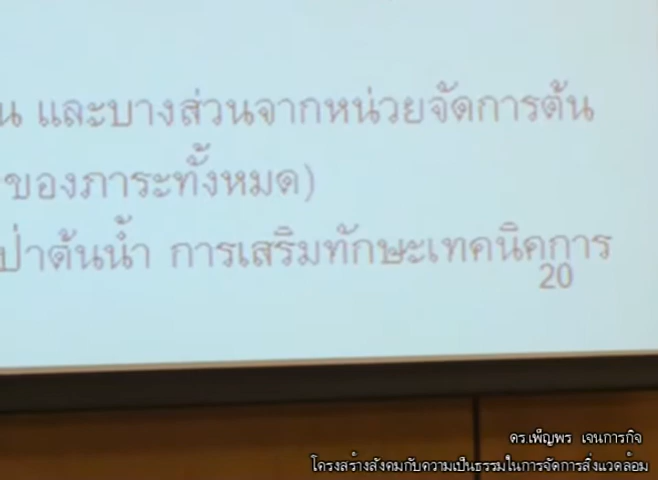 และบางส่วนจากหน่วยจัดการต้น
ของภาระทั้งหมด)
ป่าต้นน้ำ การเสริมทักษะเทคนิคการ
20
ดร.เพ็ญพร เจนการกิจ
โครงสร้างสังคมกับความเป็นธรรมในการจัดการสิ่งแวดล้อม